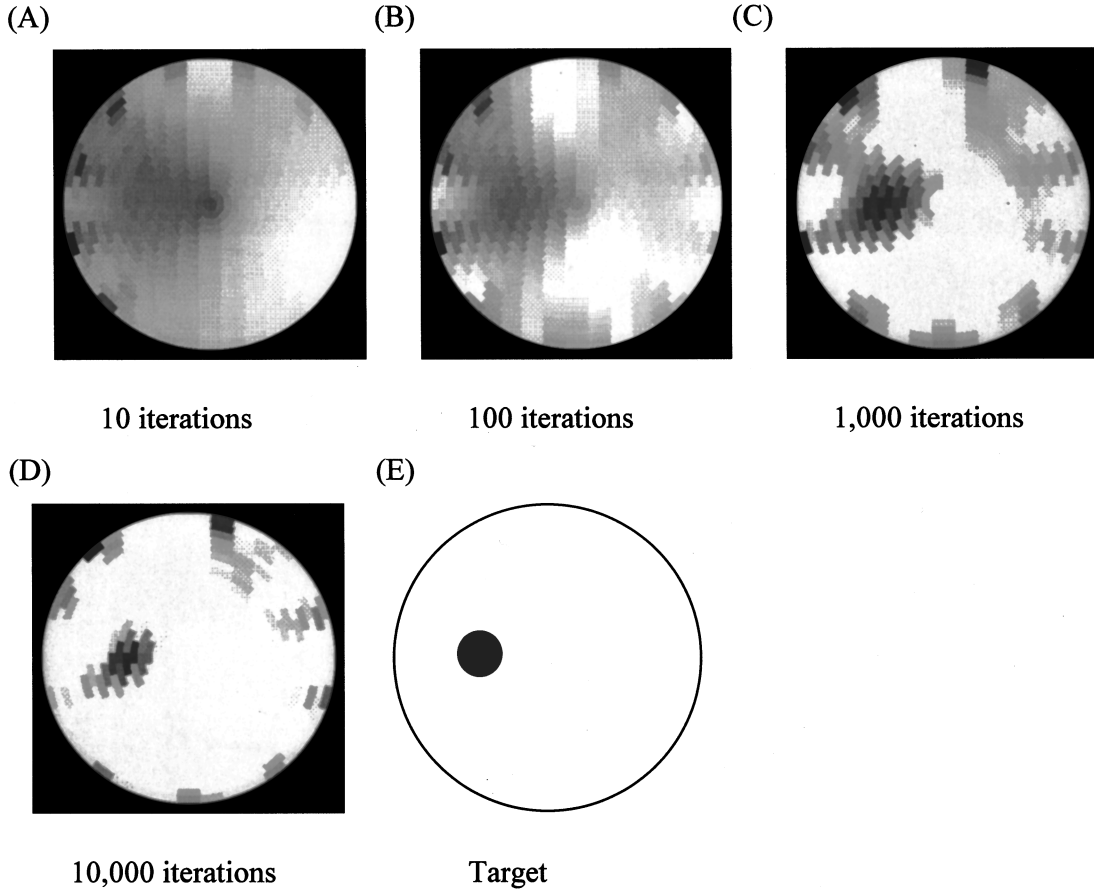 (A)
(B)
(C)
10 iterations
100 iterations
1,000 iterations
(D)
(E)
10,000 iterations
Target